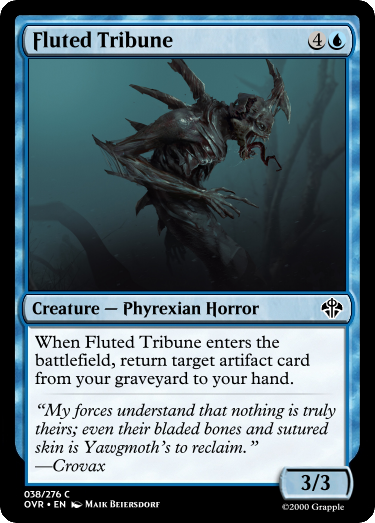 Fluted Tribune 4
Creature — Phyrexian Horror
When Fluted Tribune enters the
battlefield, return target artifact card
from your graveyard to your hand.
“My forces understand that nothing is truly
theirs; even their bladed bones and sutured
skin is Yawgmoth’s to reclaim.”
—Crovax
3/3
038/276 C
OVR • EN Maik Beiersdorf
©2000 Grapple